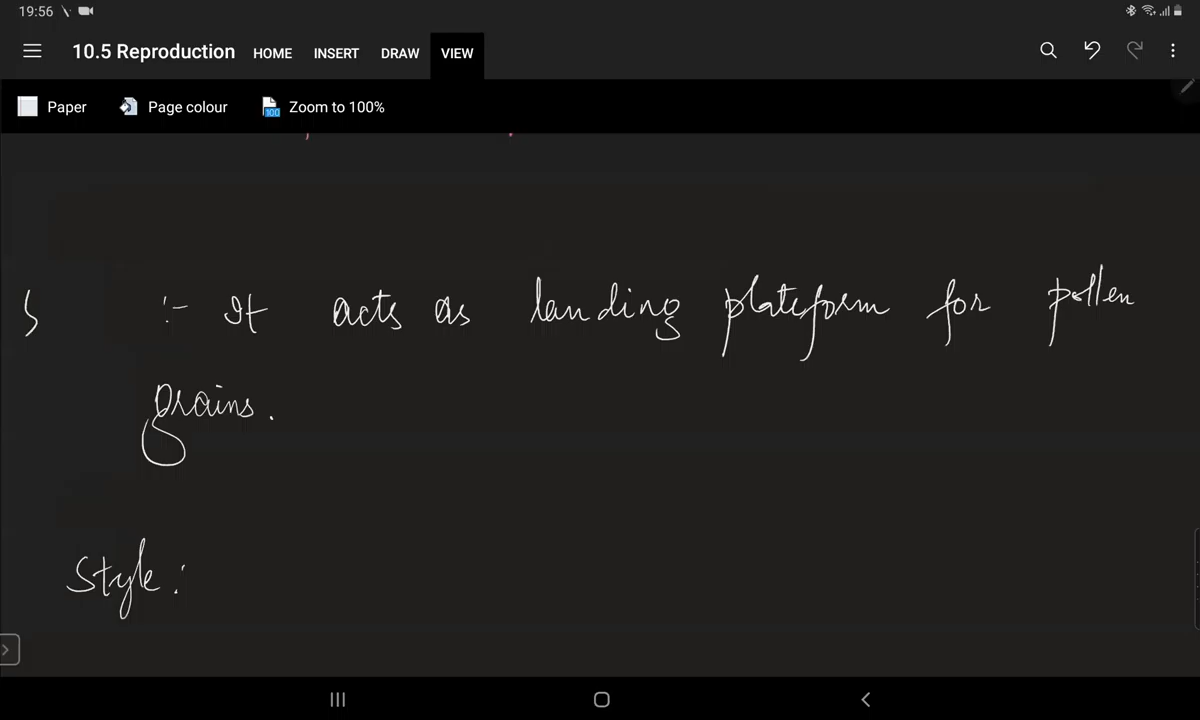 19:56
10.5 Reproduction HOME INSERT DRAW VIEW
Paper Page colour Zoom to 100%
S :- It acts as landing plateform for pollen
grains.
Style: